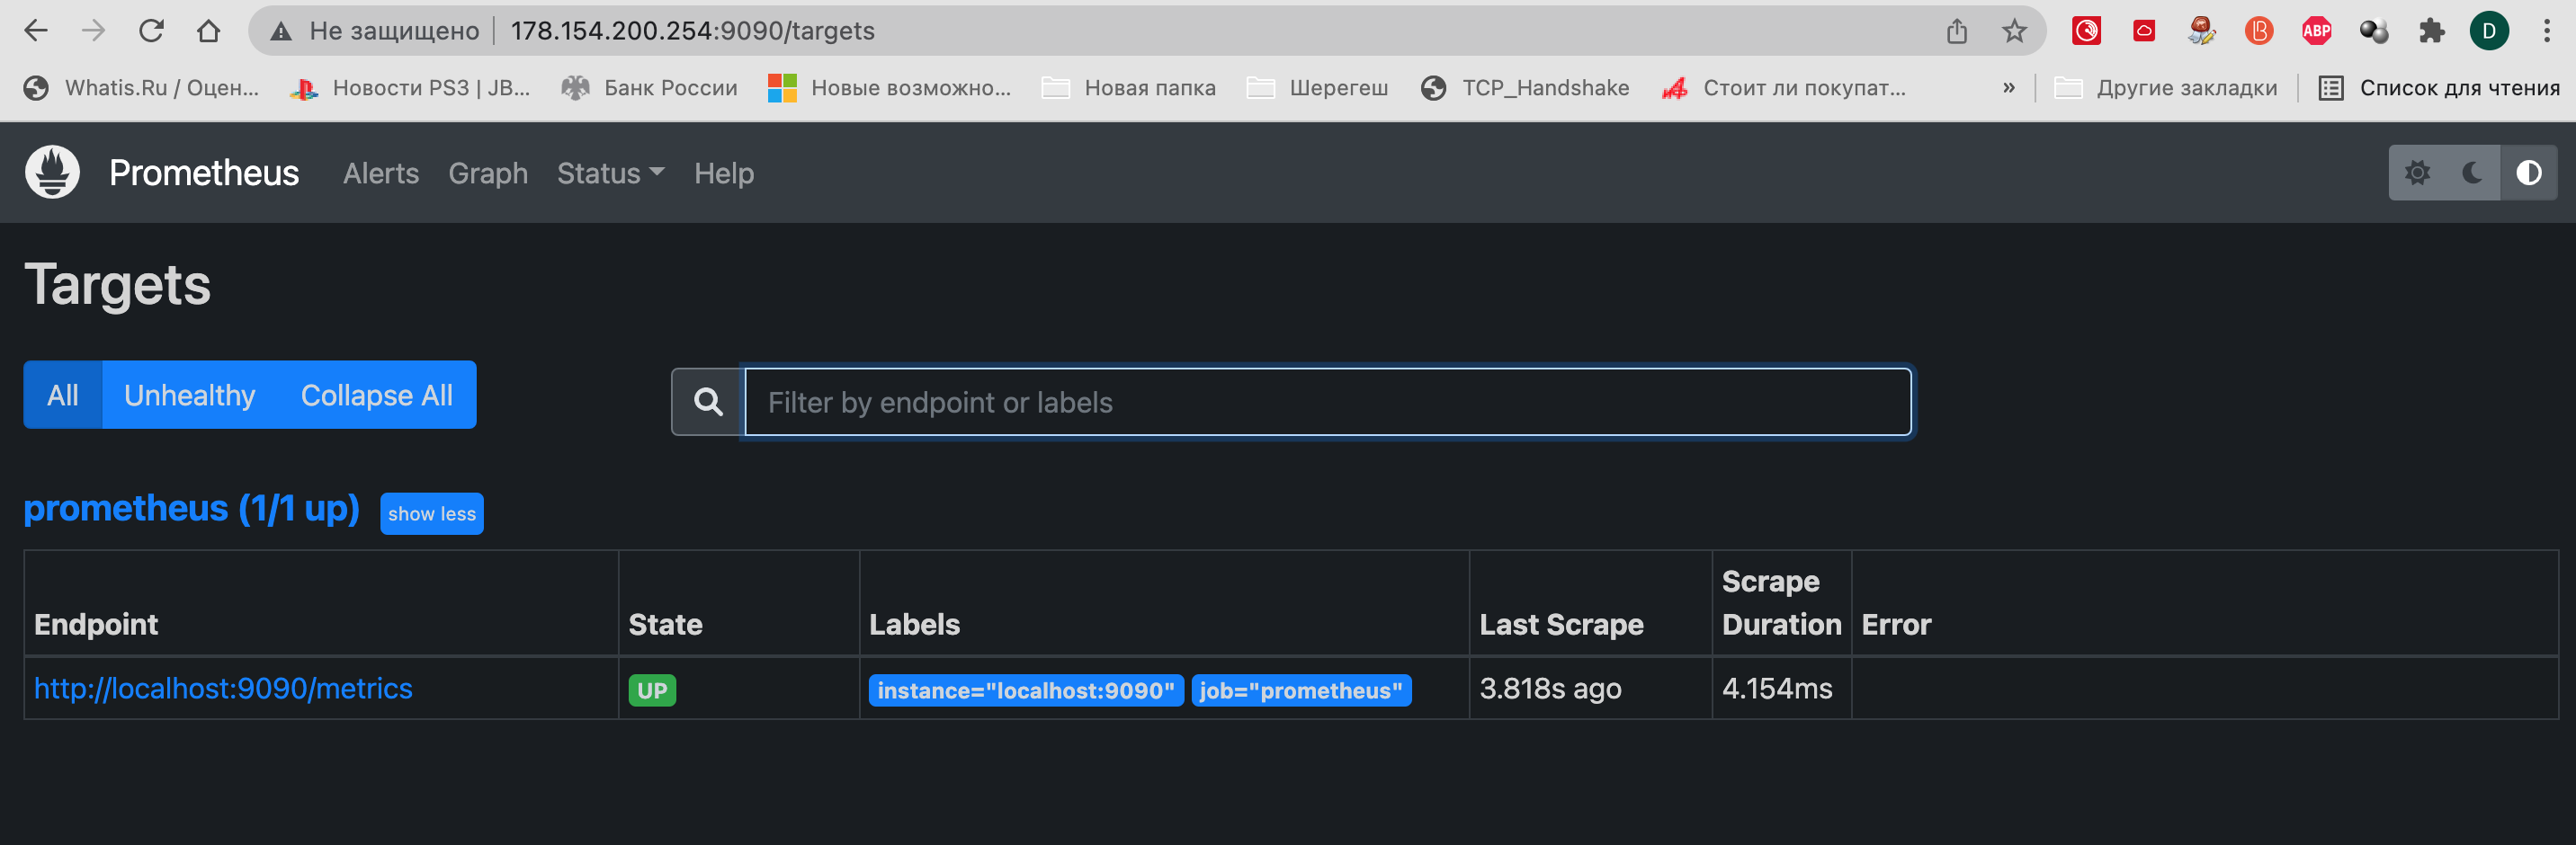 Не защищено 178.154.200.254:9090/targets
ABP
D
Whatis.Ru / Оцен... Новости PS3 | JB... Банк России Новые возможно... Новая папка Шерегеш TCP_Handshake Стоит ли покупат... » Другие закладки Список для чтения
Prometheus Alerts Graph Status Help
Targets
All Unhealthy Collapse All
Filter by endpoint or labels
prometheus (1/1 up) show less
Endpoint State Labels Last Scrape Scrape Duration Error
http://localhost:9090/metrics UP instance="localhost:9090" job="prometheus" 3.818s ago 4.154ms